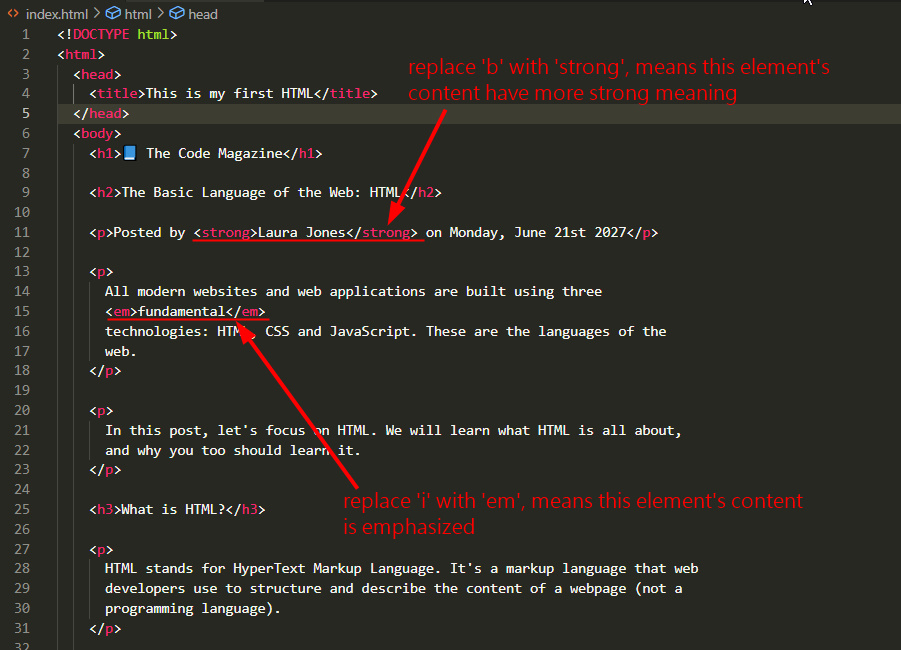 index.html > html > head
1 <!DOCTYPE html>
2 <html>
3 <head>
replace 'b' with 'strong', means this element's
4 <title>This is my first HTML</title>
content have more strong meaning
5 </head>
6 <body>
7 <h1>📘 The Code Magazine</h1>
8
9 <h2>The Basic Language of the Web: HTML</h2>
10
11 <p>Posted by <strong>Laura Jones</strong> on Monday, June 21st 2027</p>
12
13 <p>
14 All modern websites and web applications are built using three
15 <em>fundamental</em>
16 technologies: HTML, CSS and JavaScript. These are the languages of the
17 web.
18 </p>
19
20 <p>
21 In this post, let's focus on HTML. We will learn what HTML is all about,
22 and why you too should learn it.
23 </p>
24
replace 'i' with 'em', means this element's content
25 <h3>What is HTML?</h3>
is emphasized
26
27 <p>
28 HTML stands for HyperText Markup Language. It's a markup language that web
29 developers use to structure and describe the content of a webpage (not a
30 programming language).
31 </p>
32